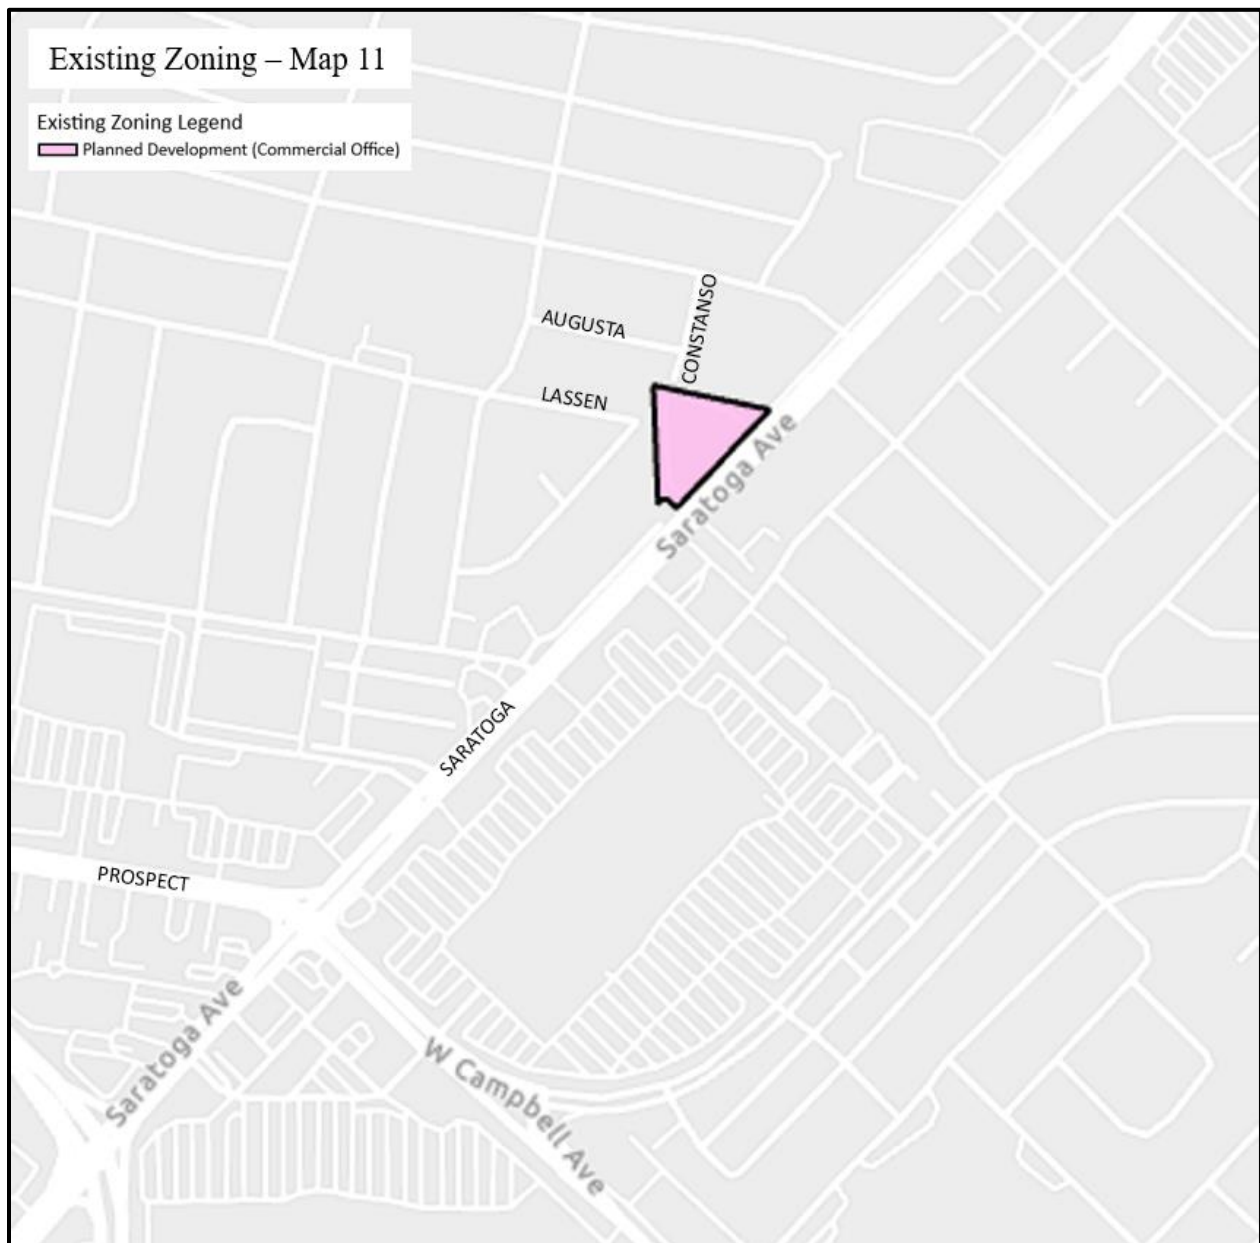 Existing Zoning – Map 11
Existing Zoning Legend
Planned Development (Commercial Office)
CONSTANSO
AUGUSTA
LASSEN
Saratoga Ave
SARATOGA
PROSPECT
Saratoga Ave
W Campbell Ave